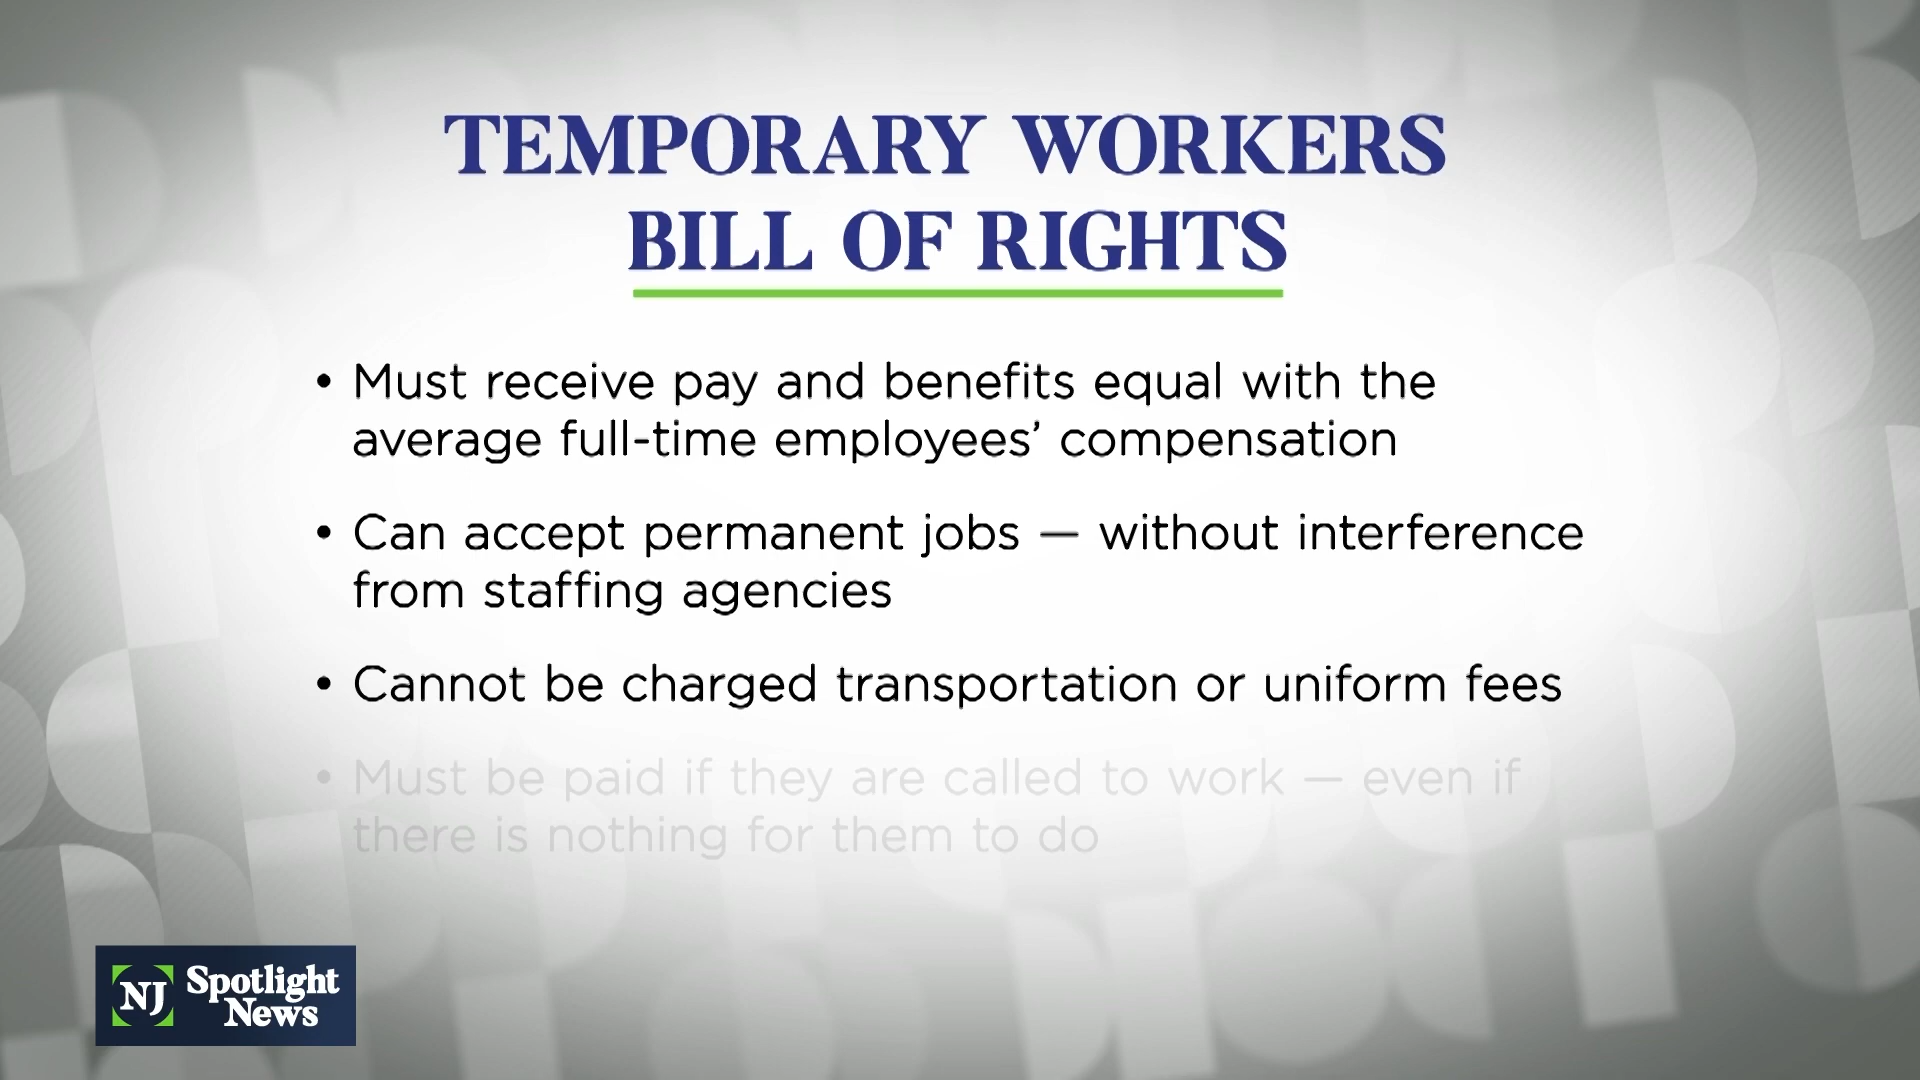 TEMPORARY WORKERS
BILL OF RIGHTS
• Must receive pay and benefits equal with the
average full-time employees’ compensation
• Can accept permanent jobs — without interference
from staffing agencies
• Cannot be charged transportation or uniform fees
• Must be paid if they are called to work — even if
there is nothing for them to do
NJ Spotlight
News